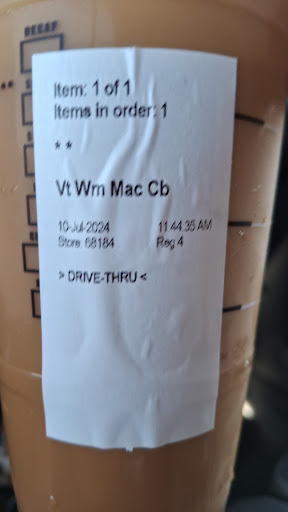 DECAF
Item: 1 of 1
Items in order: 1
* *
Vt Wm Mac Cb
10-Jul-2024 11:44:35 AM
Store: 68184 Reg 4
> DRIVE-THRU <